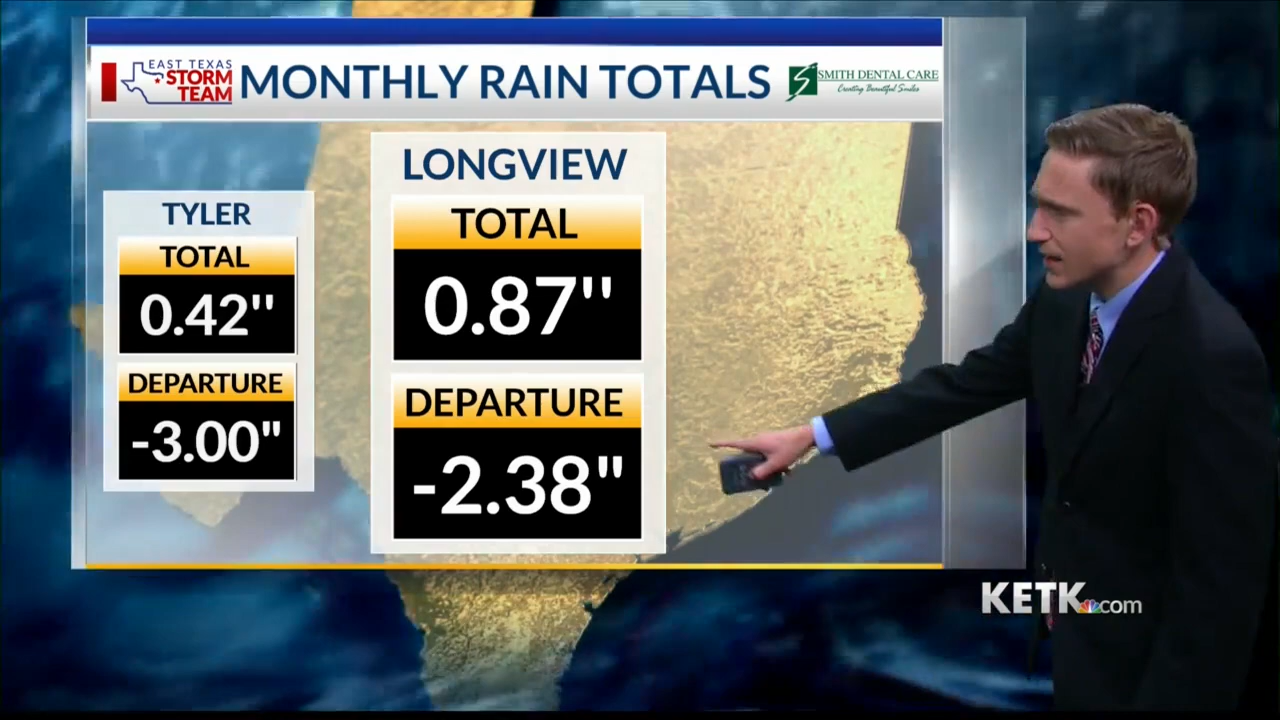 EAST TEXAS
STORM
TEAM
MONTHLY RAIN TOTALS
SMITH DENTAL CARE
Creating Beautiful Smiles
TYLER
TOTAL
0.42''
DEPARTURE
-3.00"
LONGVIEW
TOTAL
0.87''
DEPARTURE
-2.38"
KETK.com